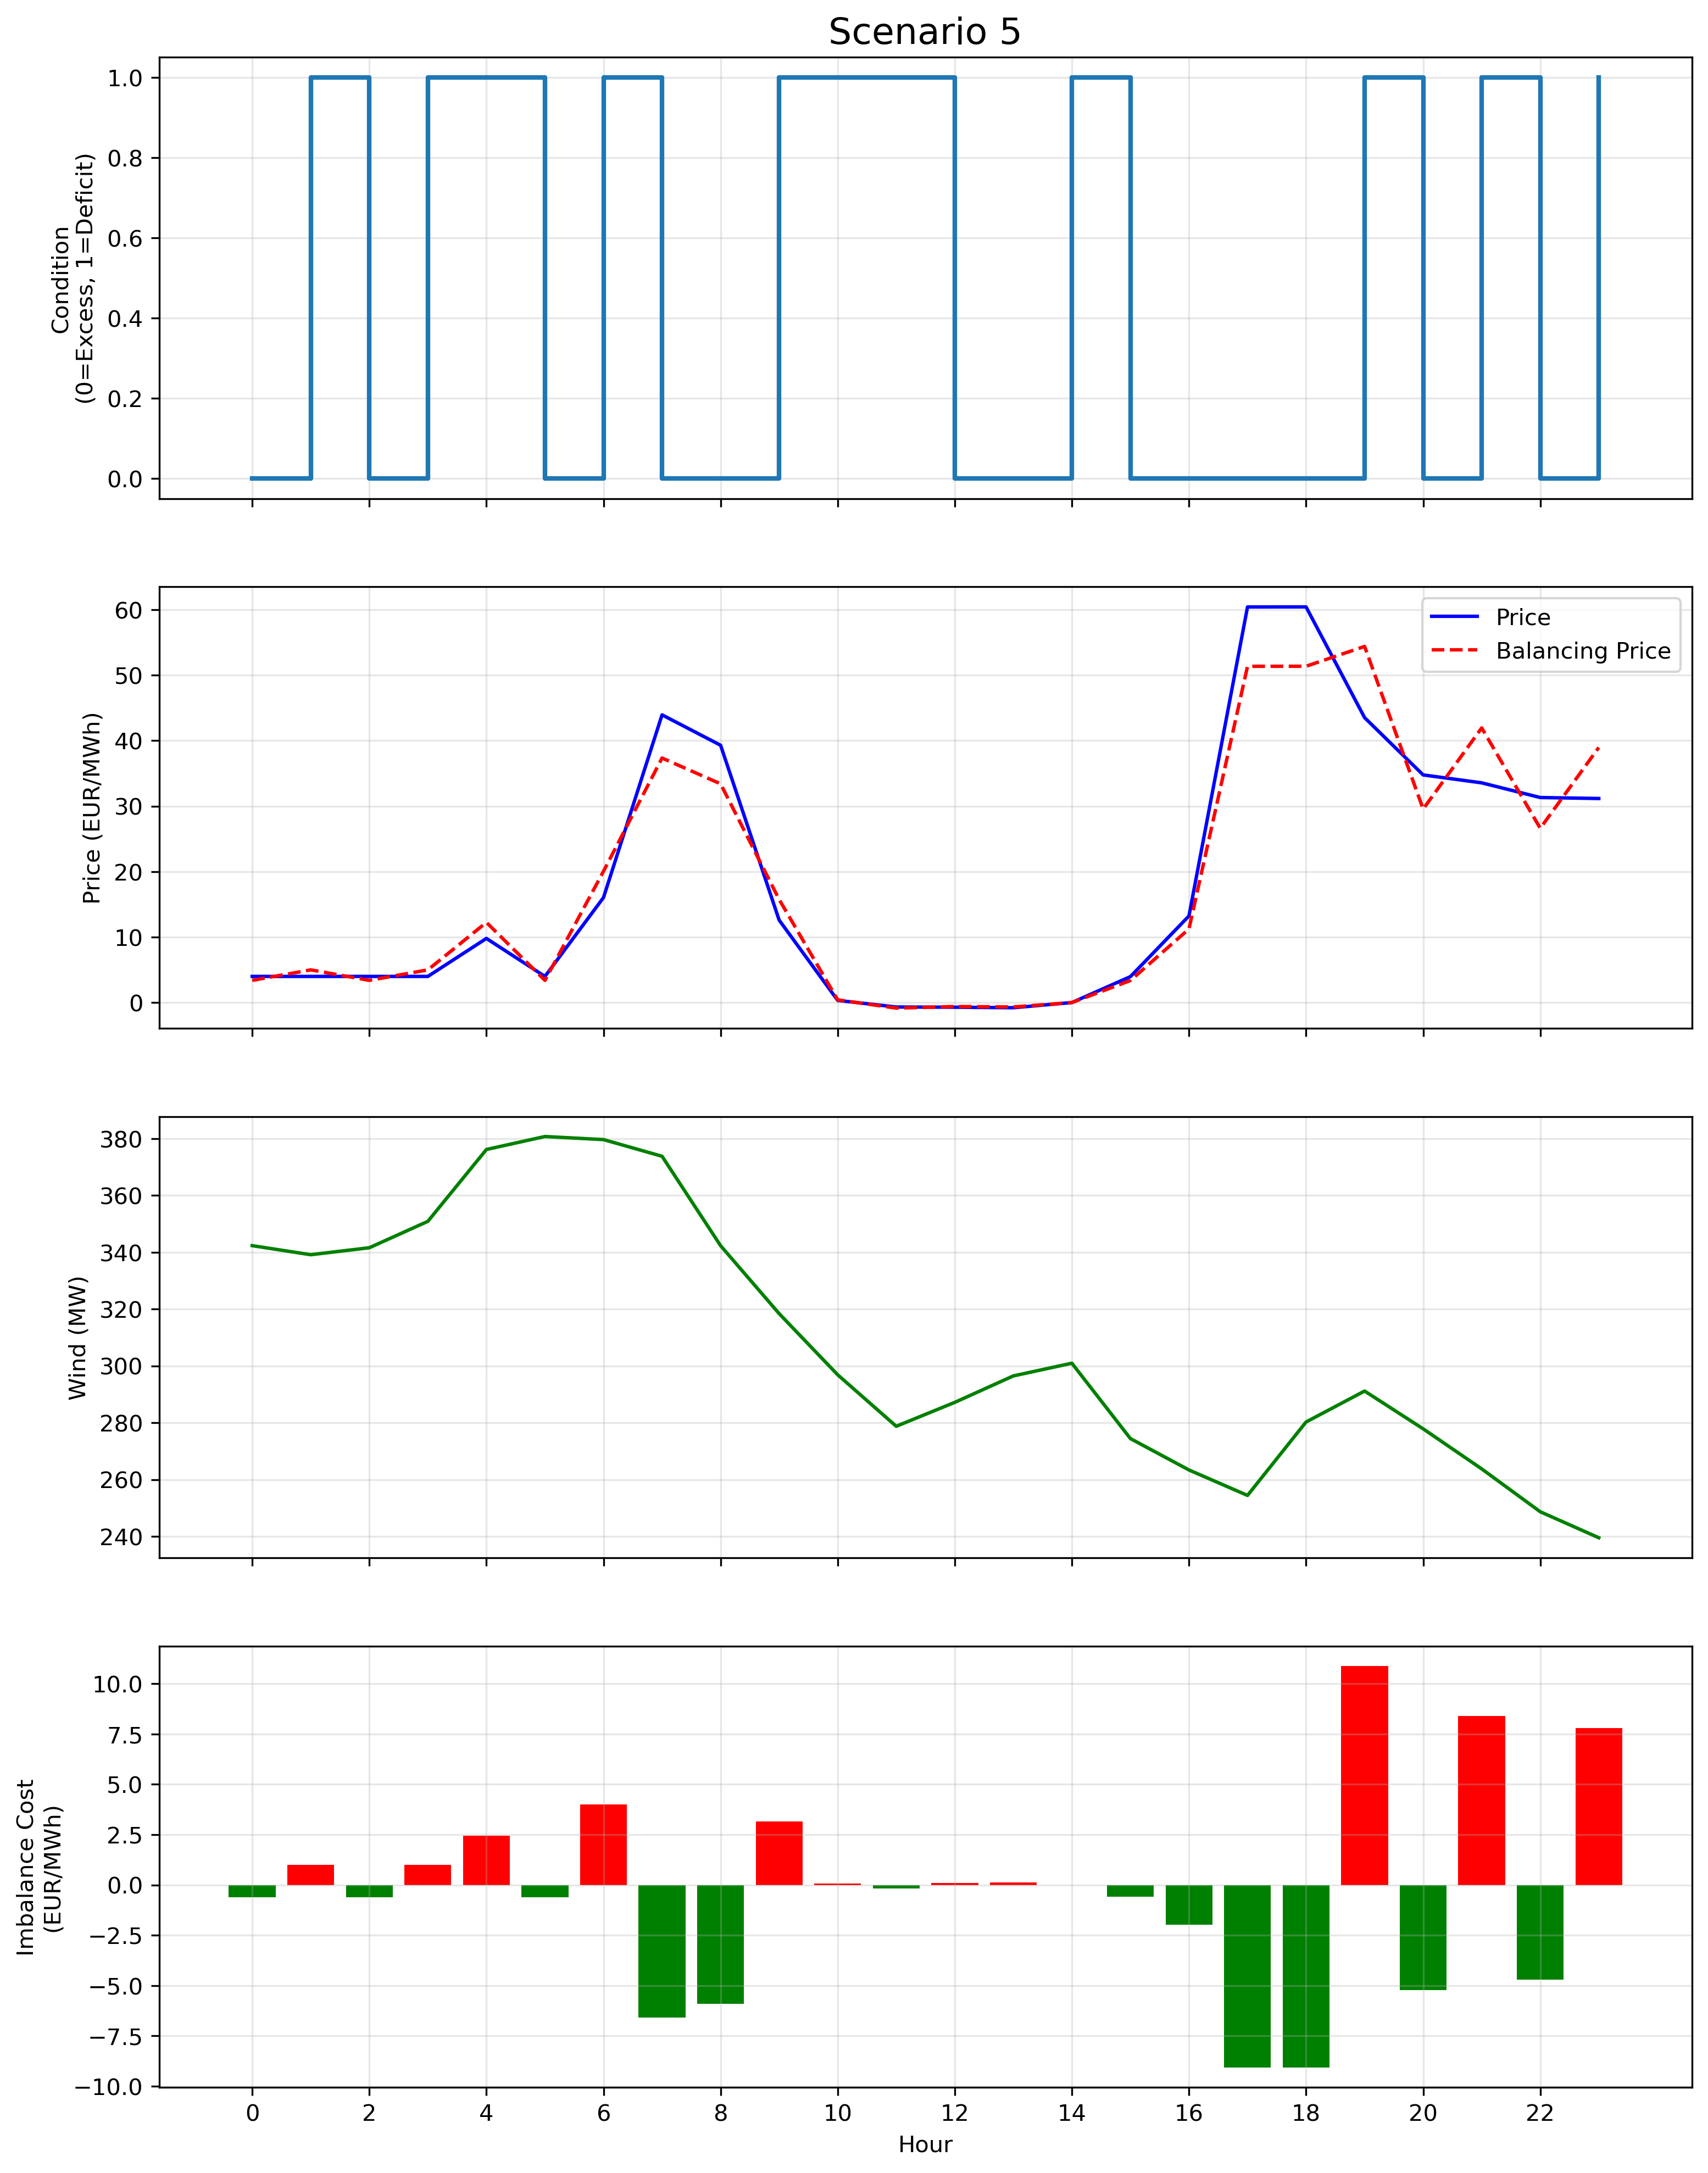 Scenario 5
1.0
0.8
0.6
0.4
0.2
0.0
Condition
(0=Excess, 1=Deficit)
60
50
40
30
20
10
0
Price (EUR/MWh)
Price
Balancing Price
380
360
340
320
300
280
260
240
Wind (MW)
10.0
7.5
5.0
2.5
0.0
−2.5
−5.0
−7.5
−10.0
Imbalance Cost
(EUR/MWh)
0 2 4 6 8 10 12 14 16 18 20 22
Hour